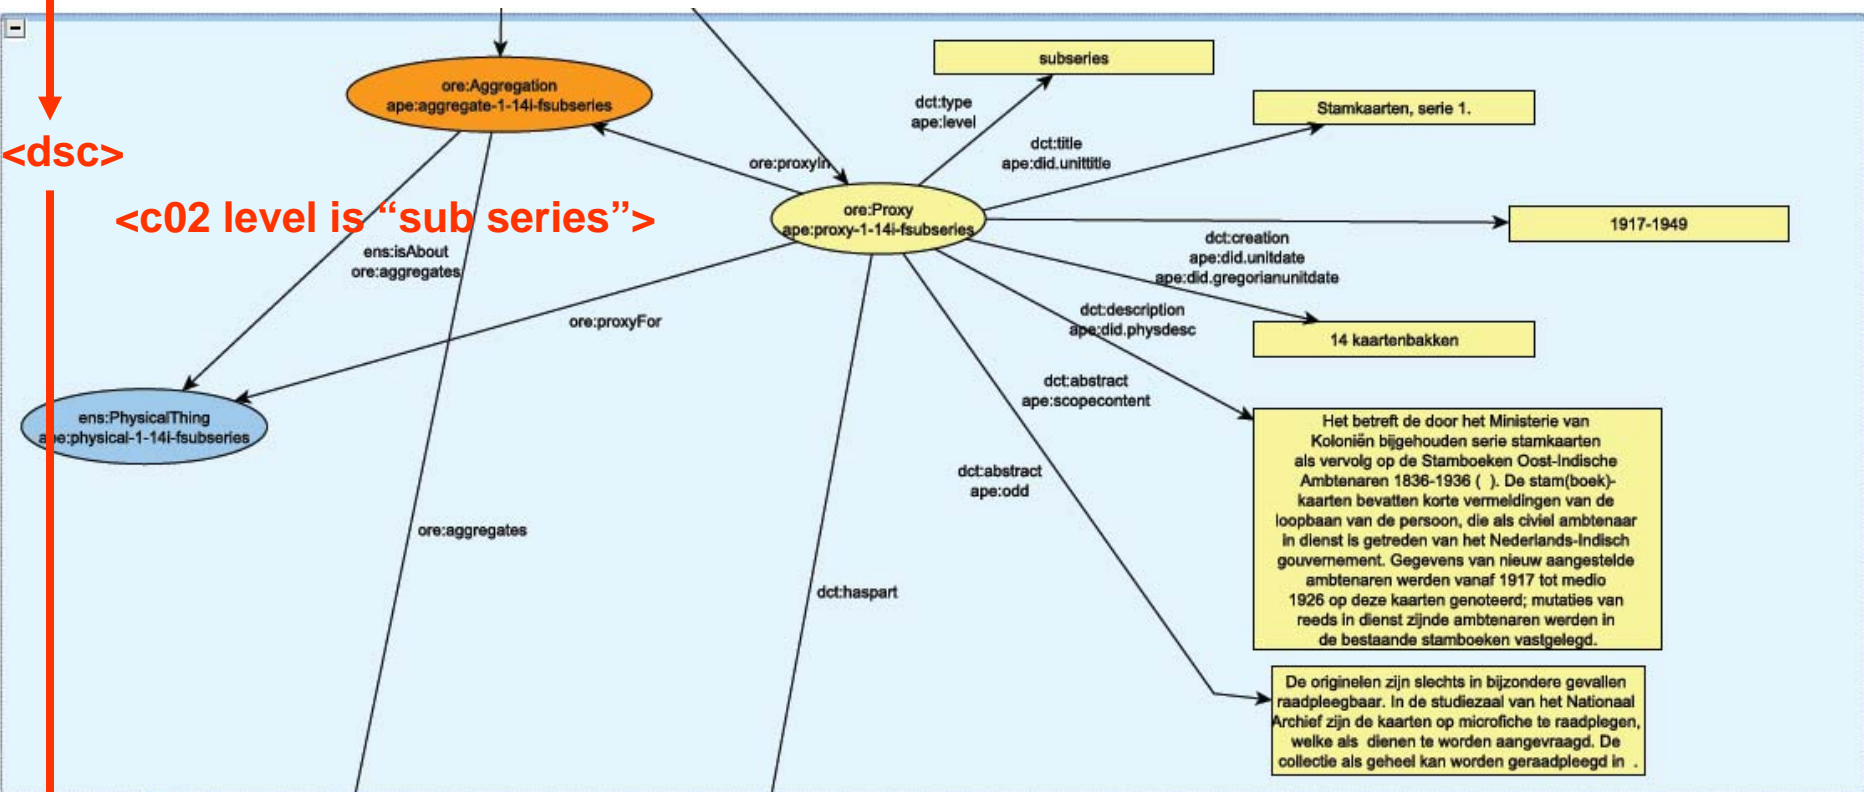 ore:Aggregation
ape:aggregate-1-14i-fsubseries
<dsc>
<c02 level is “sub series”>
ens:isAbout
ore:aggregates
ore:proxyIn
ore:Proxy
ape:proxy-1-14i-fsubseries
ore:proxyFor
ens:PhysicalThing
ape:physical-1-14i-fsubseries
ore:aggregates
dct:haspart
dct:type
ape:level
subseries
dct:title
ape:did.unittitle
Stamkaarten, serie 1.
dct:creation
ape:did.unitdate
ape:did.gregorianunitdate
1917-1949
dct:description
ape:did.physdesc
14 kaartenbakken
dct:abstract
ape:scopecontent
Het betreft de door het Ministerie van
Koloniën bijgehouden serie stamkaarten
als vervolg op de Stamboeken Oost-Indische
Ambtenaren 1836-1936 ( ). De stam(boek)-
kaarten bevatten korte vermeldingen van de
loopbaan van de persoon, die als civiel ambtenaar
in dienst is getreden van het Nederlands-Indisch
gouvernement. Gegevens van nieuw aangestelde
ambtenaren werden vanaf 1917 tot medio
1926 op deze kaarten genoteerd; mutaties van
reeds in dienst zijnde ambtenaren werden in
de bestaande stamboeken vastgelegd.
dct:abstract
ape:odd
De originelen zijn slechts in bijzondere gevallen
raadpleegbaar. In de studiezaal van het Nationaal
Archief zijn de kaarten op microfiche te raadplegen,
welke als dienen te worden aangevraagd. De
collectie als geheel kan worden geraadpleegd in .